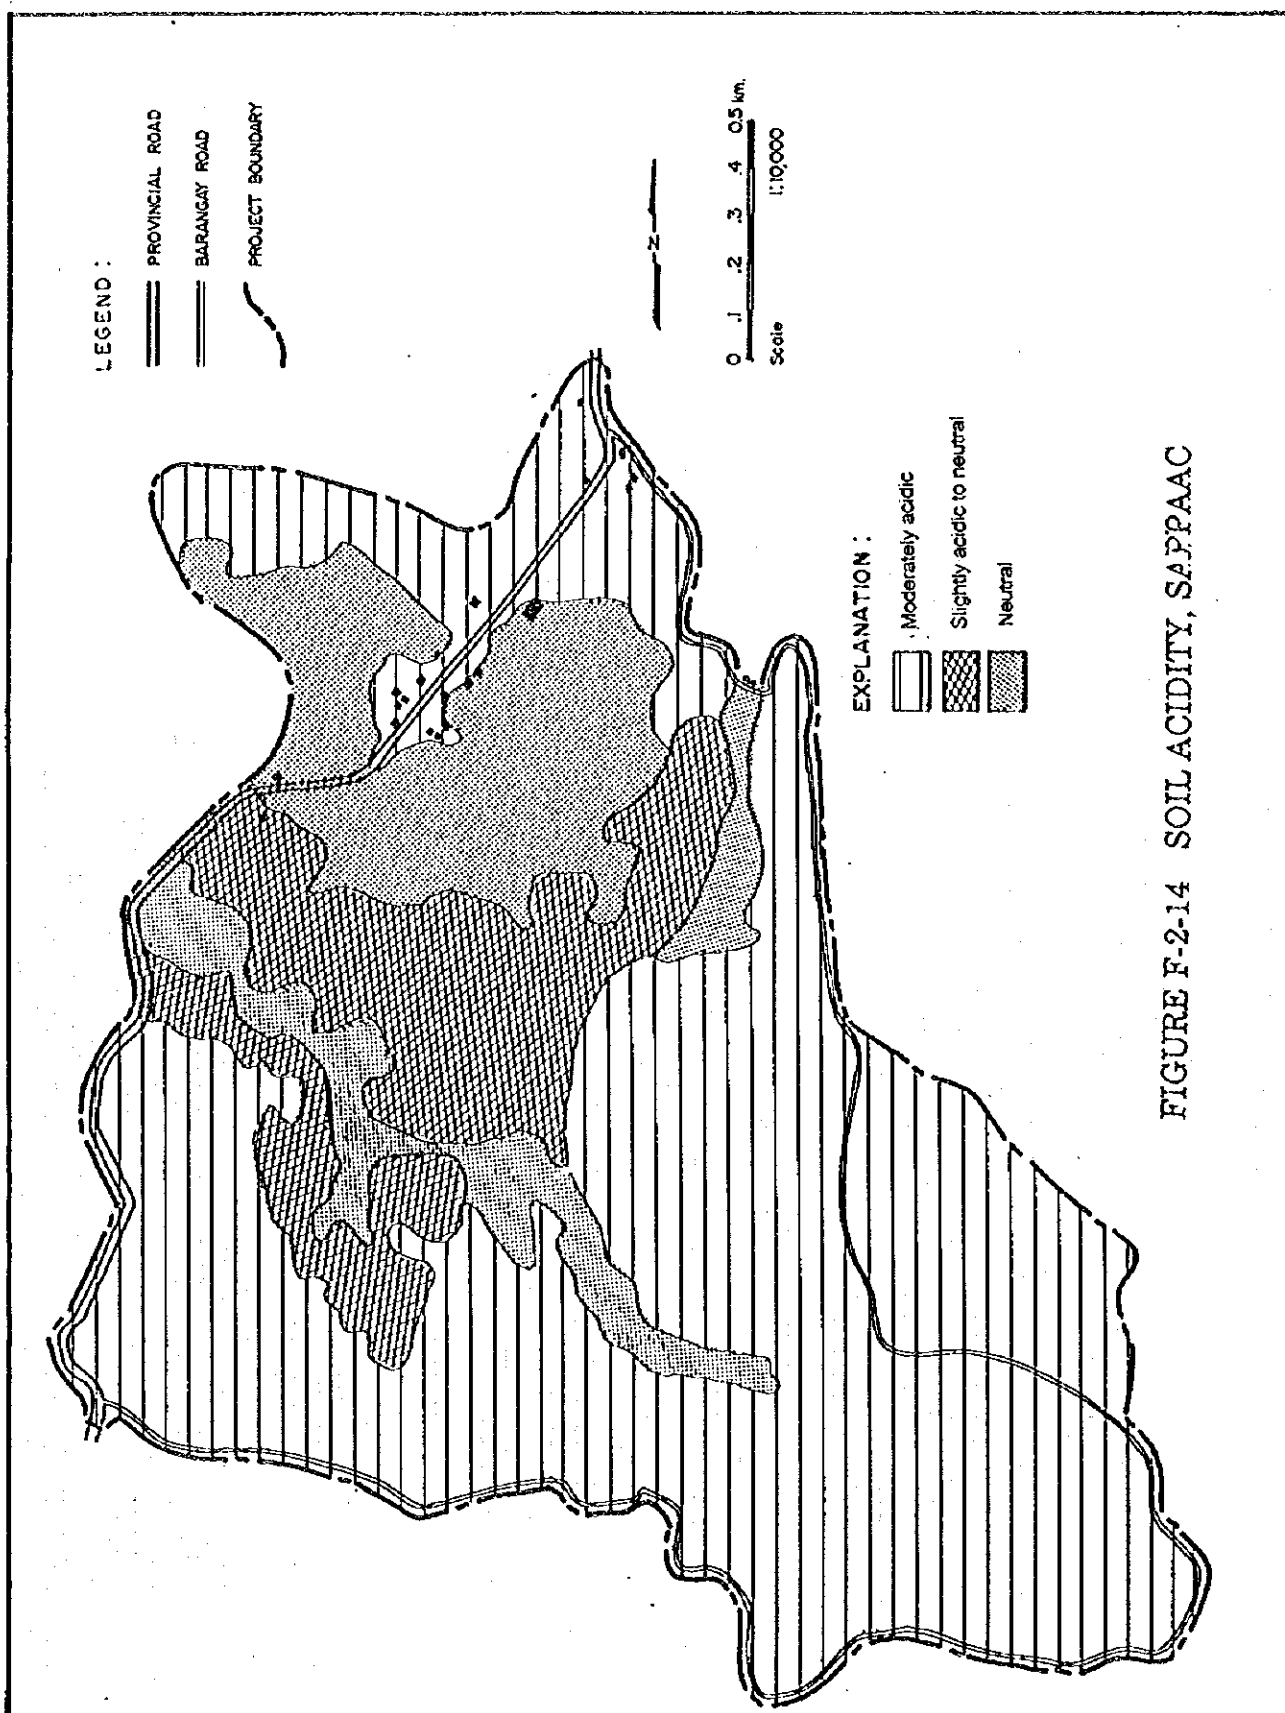 LEGEND :
PROVINCIAL ROAD
BARANGAY ROAD
PROJECT BOUNDARY
N
0 .1 .2 .3 .4 0.5 km.
Scale 1:10,000
EXPLANATION :
Moderately acidic
Slightly acidic to neutral
Neutral
FIGURE F-2-14 SOIL ACIDITY, SAPPAAC